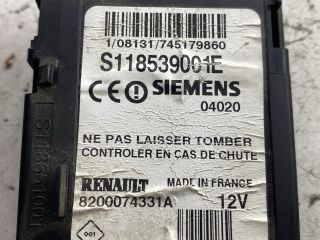 1/08131/745179860
S118539001E
CE SIEMENS
04020
NE PAS LAISSER TOMBER
CONTROLER EN CAS DE CHUTE
RENAULT MADE IN FRANCE
8200074331A 12V
001